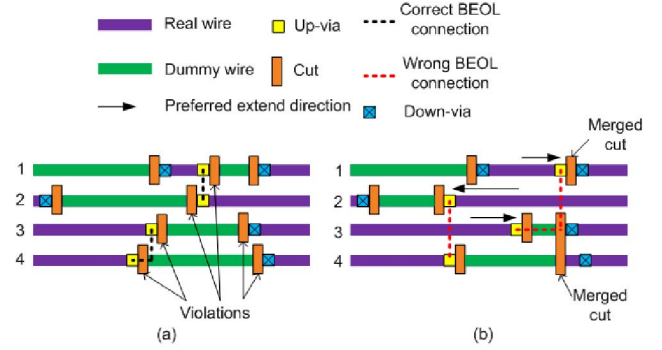 Real wire
Up-via
Correct BEOL
connection
Dummy wire
Cut
Wrong BEOL
connection
Preferred extend direction
Down-via
Merged
cut
1
2
3
4
Violations
(a)
1
2
3
4
Merged
cut
(b)